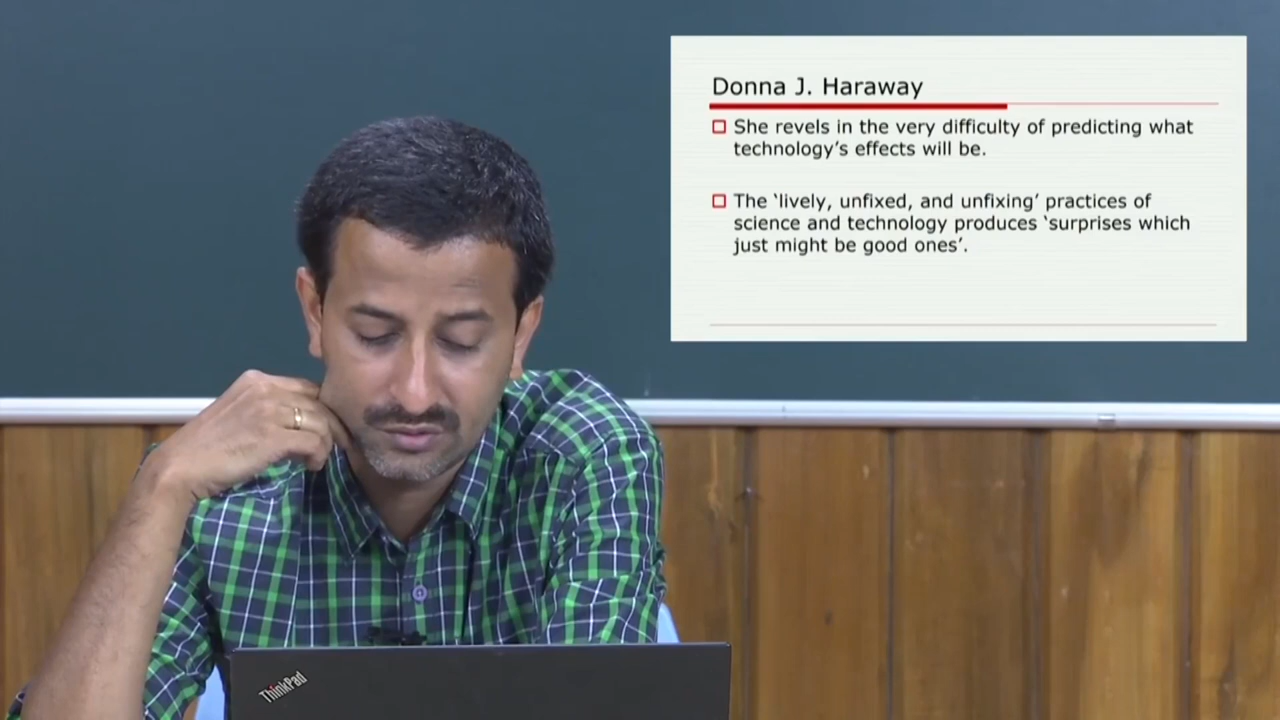 Donna J. Haraway
She revels in the very difficulty of predicting what
technology’s effects will be.
The ‘lively, unfixed, and unfixing’ practices of
science and technology produces ‘surprises which
just might be good ones’.
ThinkPad